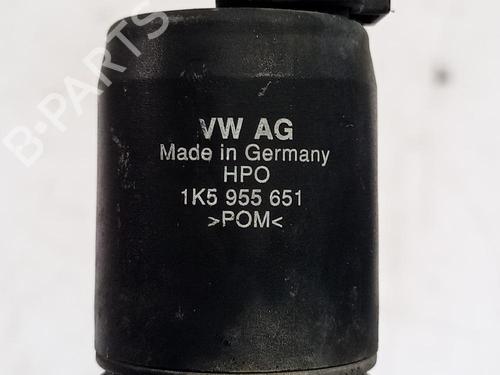 B-PARTS
VW AG
Made in Germany
HPO
1K5 955 651
>POM<